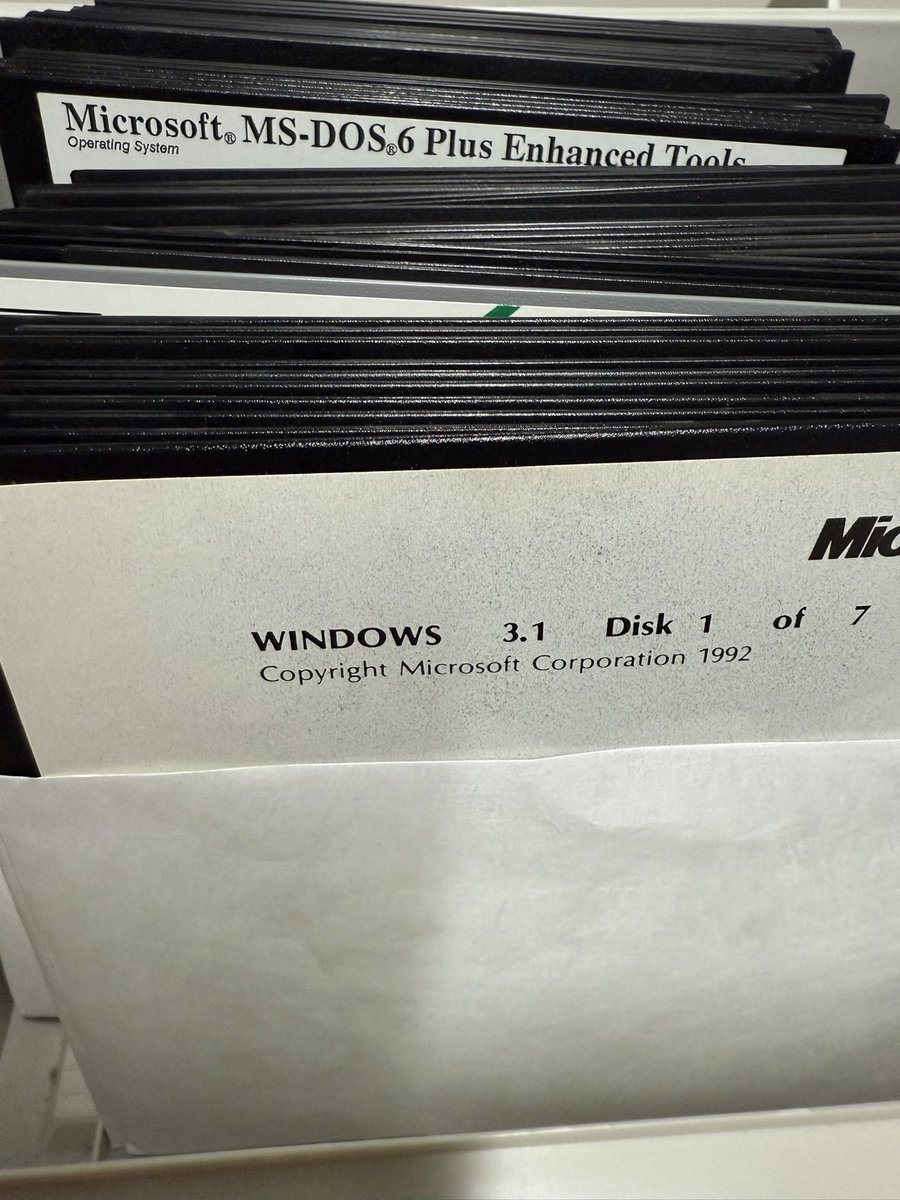 Microsoft® MS-DOS®6 Plus Enhanced Tools
Operating System
WINDOWS 3.1 Disk 1 of 7
Copyright Microsoft Corporation 1992